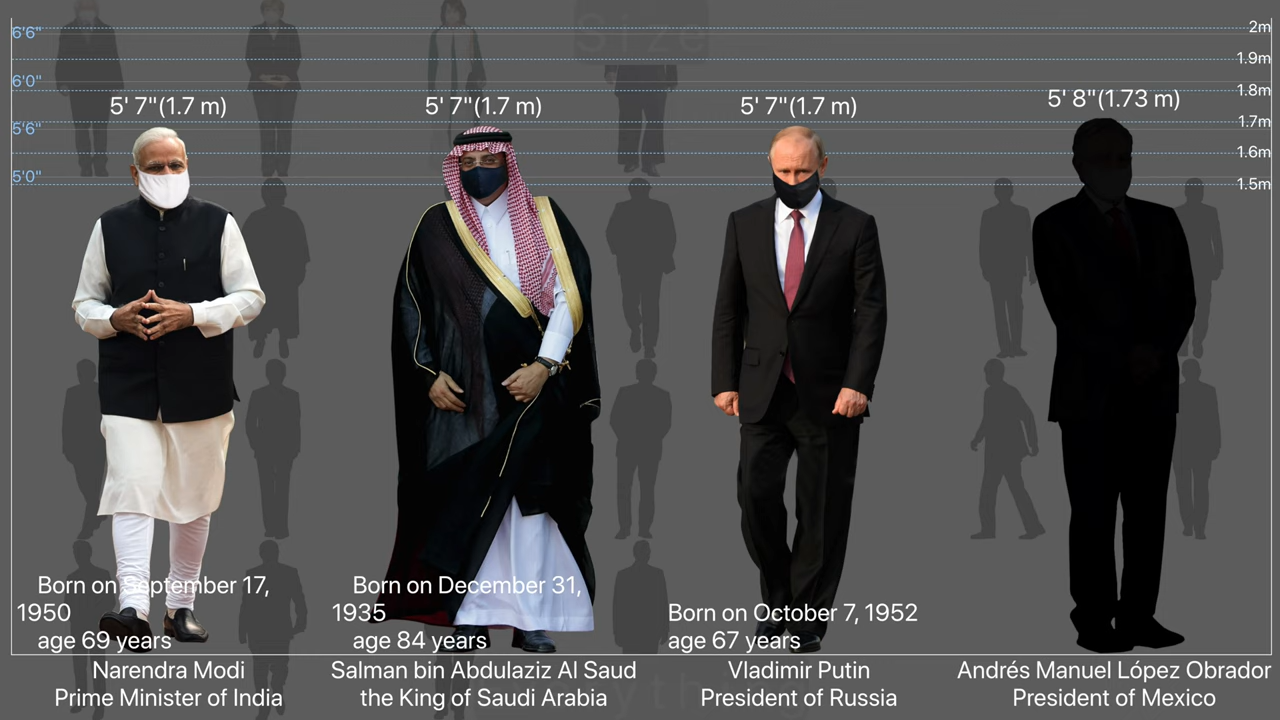 Size
6'6"
2m
1.9m
6'0"
1.8m
5' 7"(1.7 m)
5' 7"(1.7 m)
5' 7"(1.7 m)
5' 8"(1.73 m)
5'6"
1.7m
1.6m
5'0"
1.5m
Born on September 17,
1950
age 69 years
Born on December 31,
1935
age 84 years
Born on October 7, 1952
age 67 years
Narendra Modi
Prime Minister of India
Salman bin Abdulaziz Al Saud
the King of Saudi Arabia
Vladimir Putin
President of Russia
Andrés Manuel López Obrador
President of Mexico